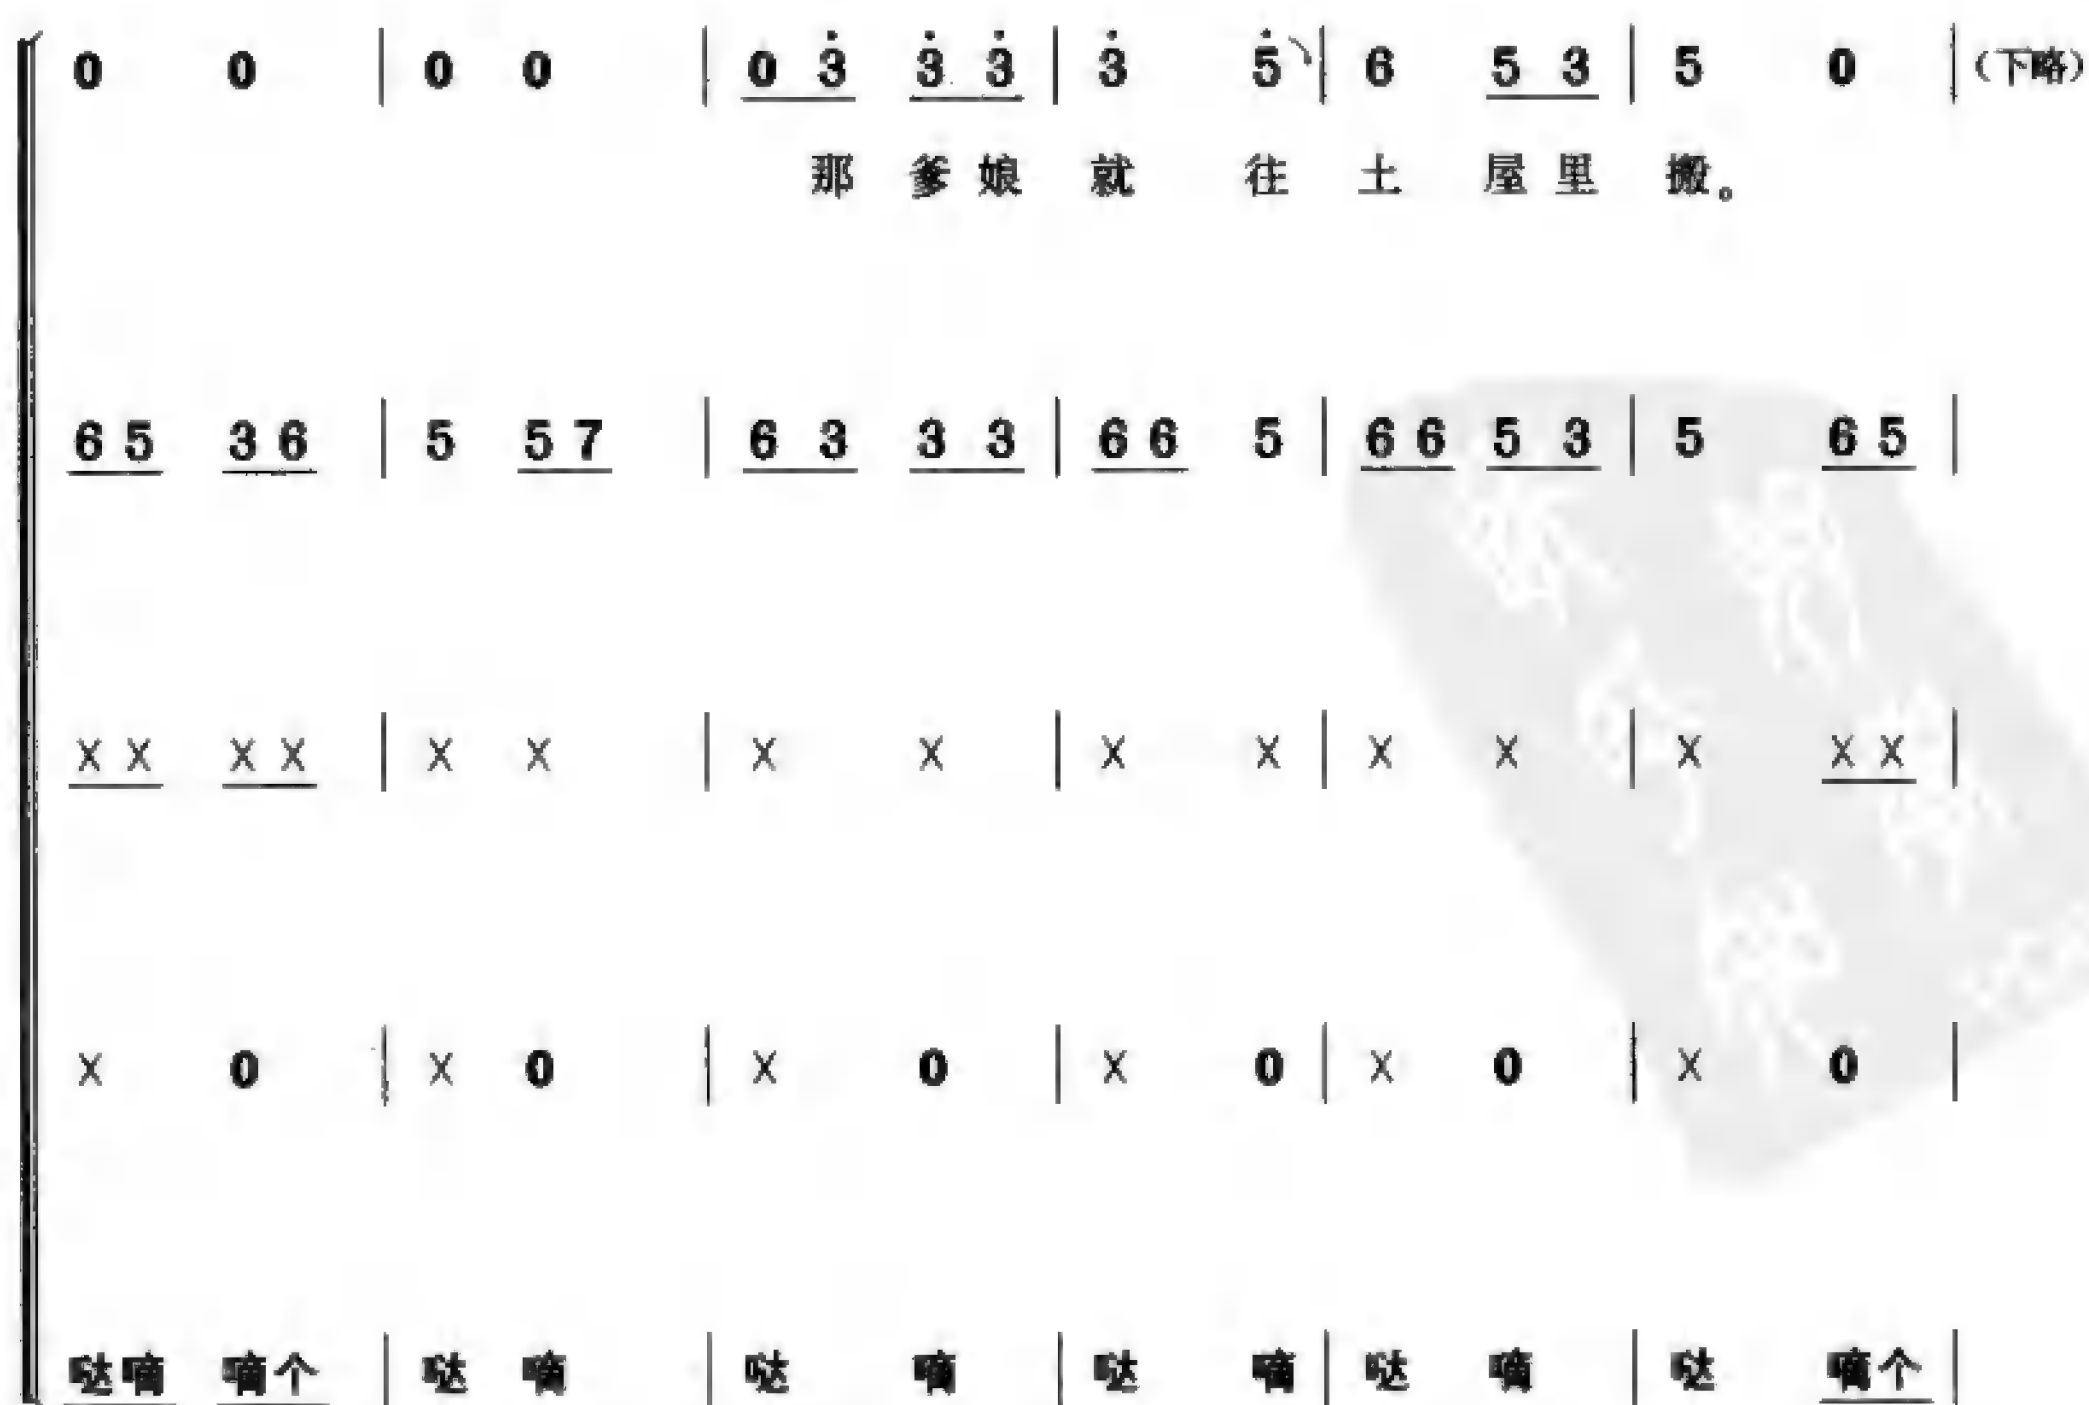 0 0 | 0 0 | 0 3̇ 3̇ 3̇ | 3̇ 5̇ | 6 5 3 | 5 0 | (下略)
那 爹 娘 就 往 土 屋 里 搬。
6 5 3 6 | 5 5 7 | 6 3 3 3 | 6 6 5 | 6 6 5 3 | 5 6 5 |
X X X X | X X | X X | X X | X X | X X X |
X 0 | X 0 | X 0 | X 0 | X 0 | X 0 |
哒嘀 嘀个 | 哒 嘀 | 哒 嘀 | 哒 嘀 | 哒 嘀 | 哒 嘀个 |